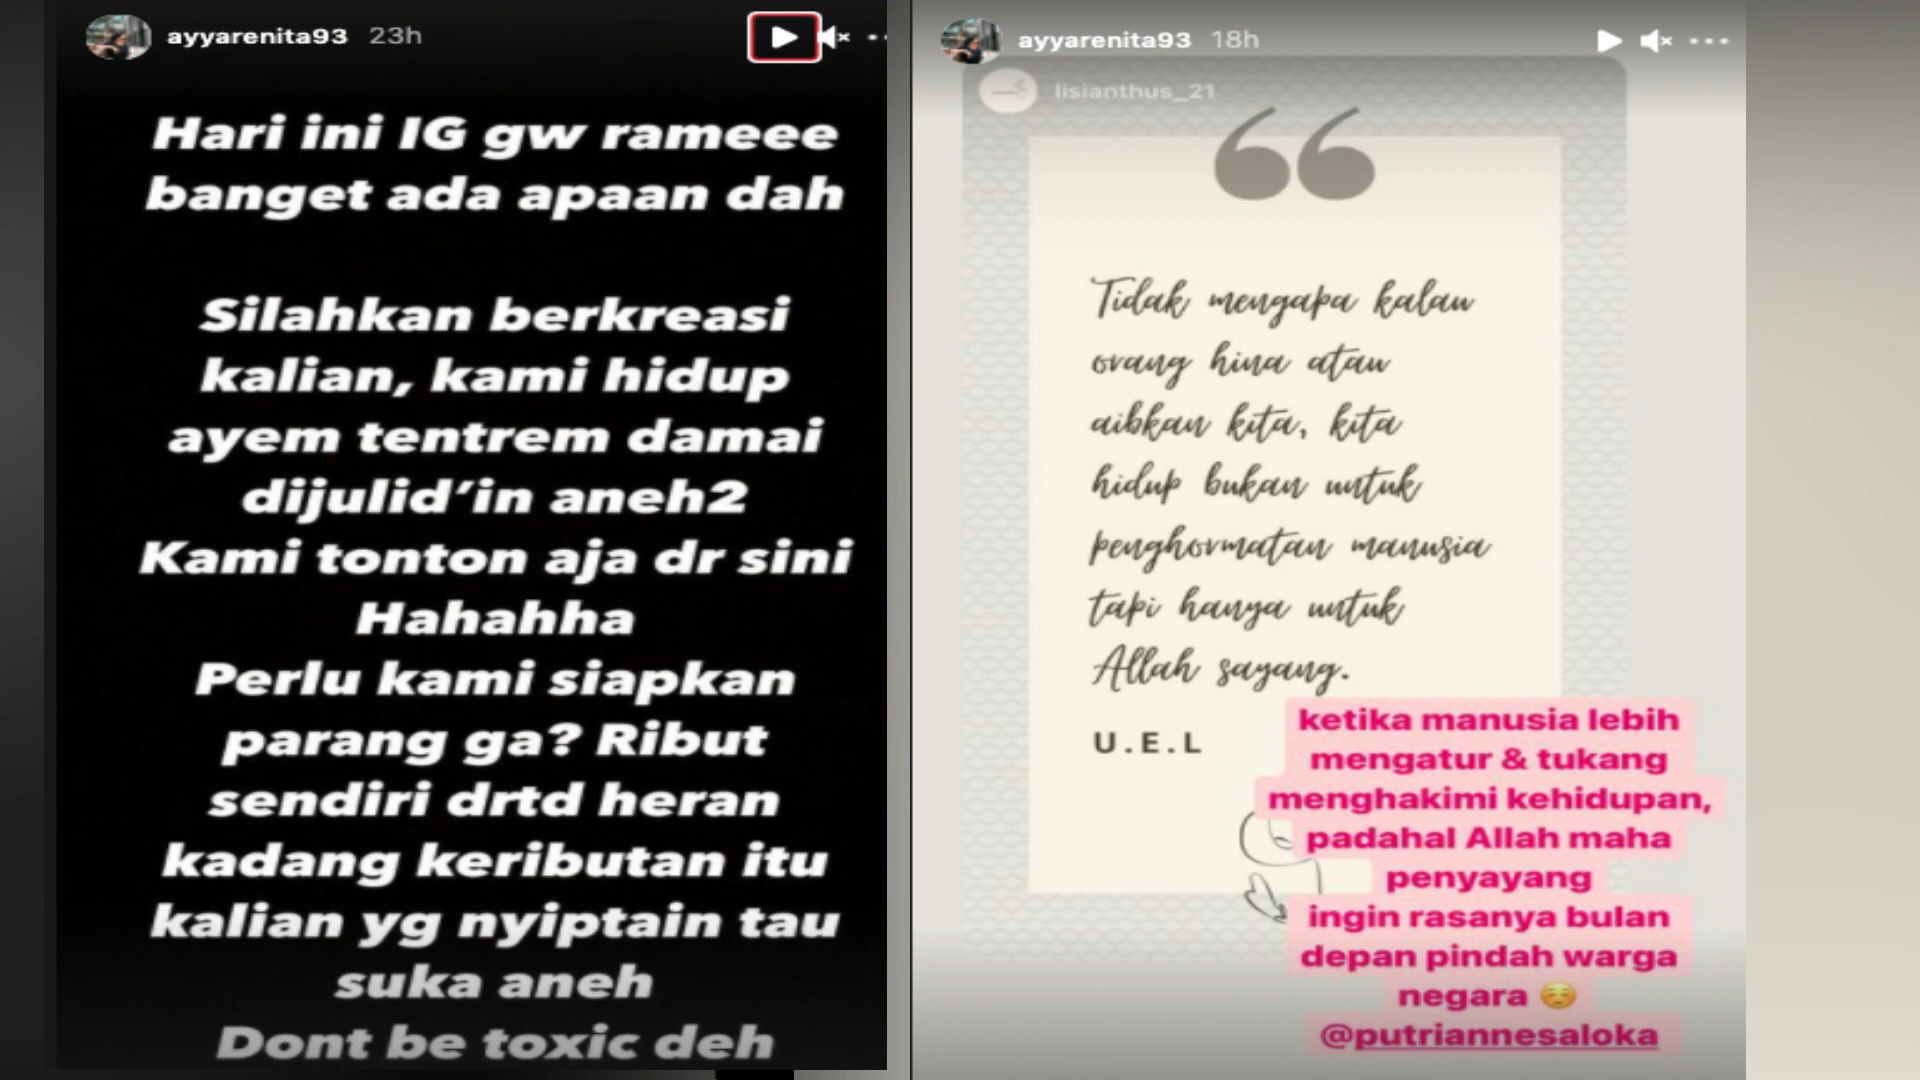 ayyarenita93 23h
Hari ini IG gw rameee
banget ada apaan dah
Silahkan berkreasi
kalian, kami hidup
ayem tentrem damai
dijulid’in aneh2
Kami tonton aja dr sini
Hahahha
Perlu kami siapkan
parang ga? Ribut
sendiri drtd heran
kadang keributan itu
kalian yg nyiptain tau
suka aneh
Dont be toxic deh
ayyarenita93 18h
lisianthus_21
“
Tidak mengapa kalau
orang hina atau
aibkan kita, kita
hidup bukan untuk
penghormatan manusia
tapi hanya untuk
Allah sayang.
U.E.L
ketika manusia lebih
mengatur & tukang
menghakimi kehidupan,
padahal Allah maha
penyayang
ingin rasanya bulan
depan pindah warga
negara ☺️
@putriannesaloka